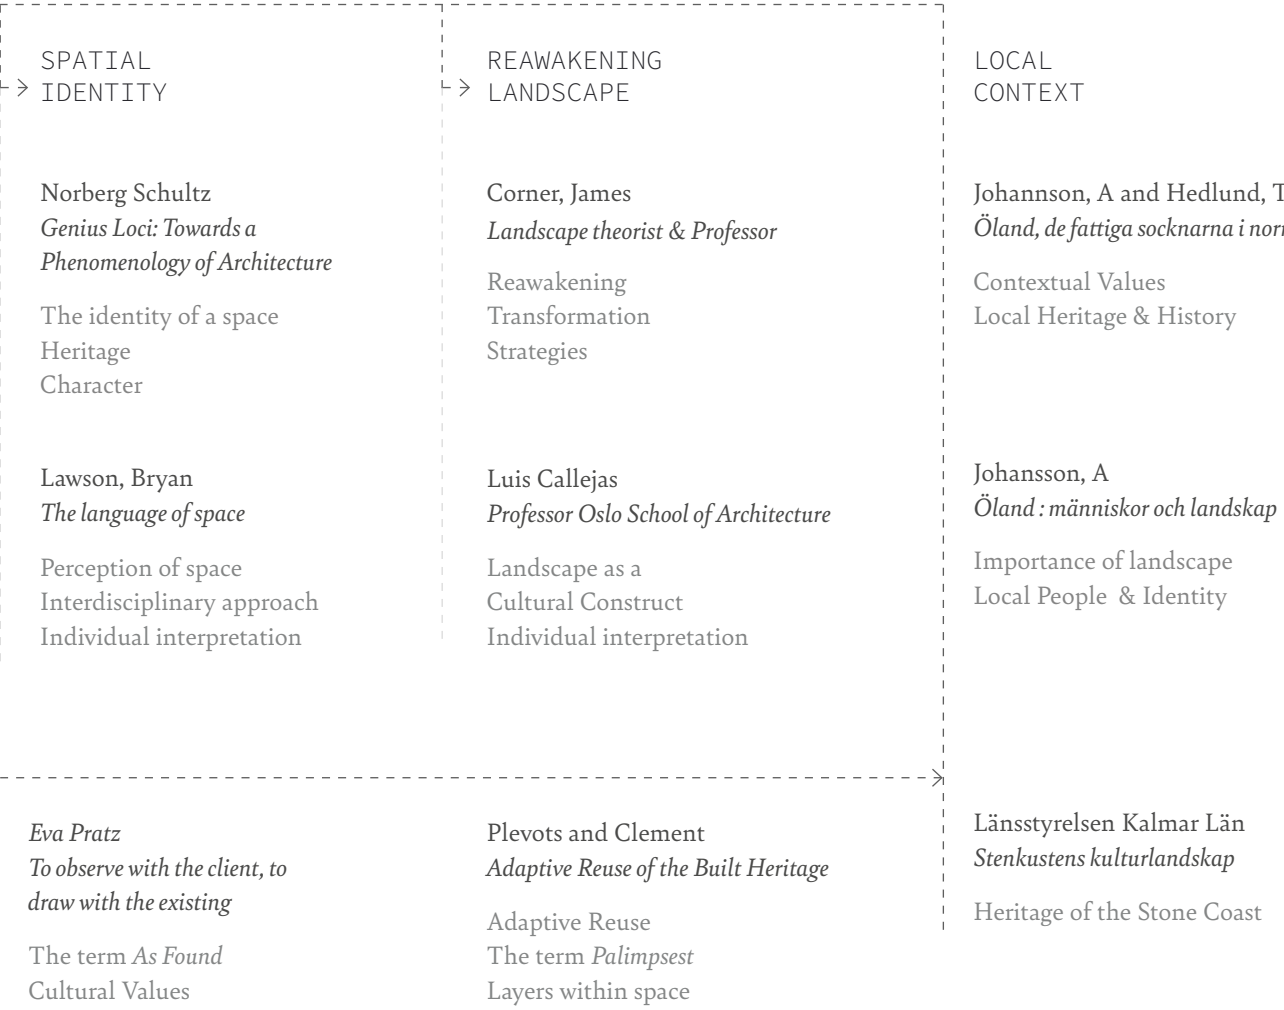 SPATIAL
IDENTITY
Norberg Schultz
Genius Loci: Towards a
Phenomenology of Architecture
The identity of a space
Heritage
Character
Lawson, Bryan
The language of space
Perception of space
Interdisciplinary approach
Individual interpretation
REAWAKENING
LANDSCAPE
Corner, James
Landscape theorist & Professor
Reawakening
Transformation
Strategies
Luis Callejas
Professor Oslo School of Architecture
Landscape as a
Cultural Construct
Individual interpretation
LOCAL
CONTEXT
Johannson, A and Hedlund, T
Öland, de fattiga socknarna i
Contextual Values
Local Heritage & History
Johansson, A
Öland : människor och landskap
Importance of landscape
Local People & Identity
Länsstyrelsen Kalmar Län
Stenkustens kulturlandskap
Heritage of the Stone Coast
Eva Pratz
To observe with the client, to
draw with the existing
The term As Found
Cultural Values
Plevots and Clement
Adaptive Reuse of the Built Heritage
Adaptive Reuse
The term Palimpsest
Layers within space